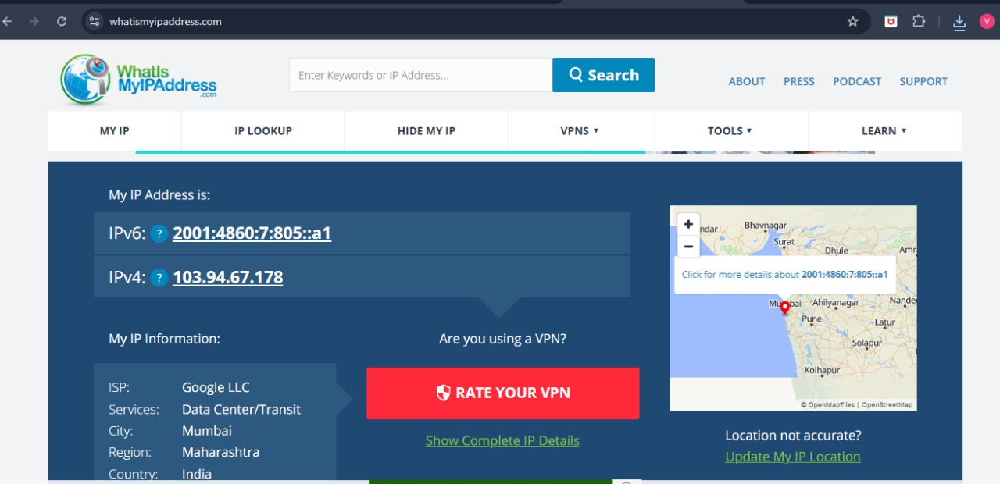 whatismyipaddress.com
V
WhatIs
MyIPAddress
.com
Enter Keywords or IP Address...
Search
ABOUT PRESS PODCAST SUPPORT
MY IP IP LOOKUP HIDE MY IP VPNS ▼ TOOLS ▼ LEARN ▼
My IP Address is:
IPv6: ? 2001:4860:7:805::a1
IPv4: ? 103.94.67.178
My IP Information:
ISP: Google LLC
Services: Data Center/Transit
City: Mumbai
Region: Maharashtra
Country: India
Are you using a VPN?
RATE YOUR VPN
Show Complete IP Details
+
−
ndar Bhavnagar
Surat
Dhule Amr
Click for more details about 2001:4860:7:805::a1
Mumbai Ahilyanagar Nande
Pune Latur
Solapur
Kolhapur
© OpenMapTiles | OpenStreetMap
Location not accurate?
Update My IP Location